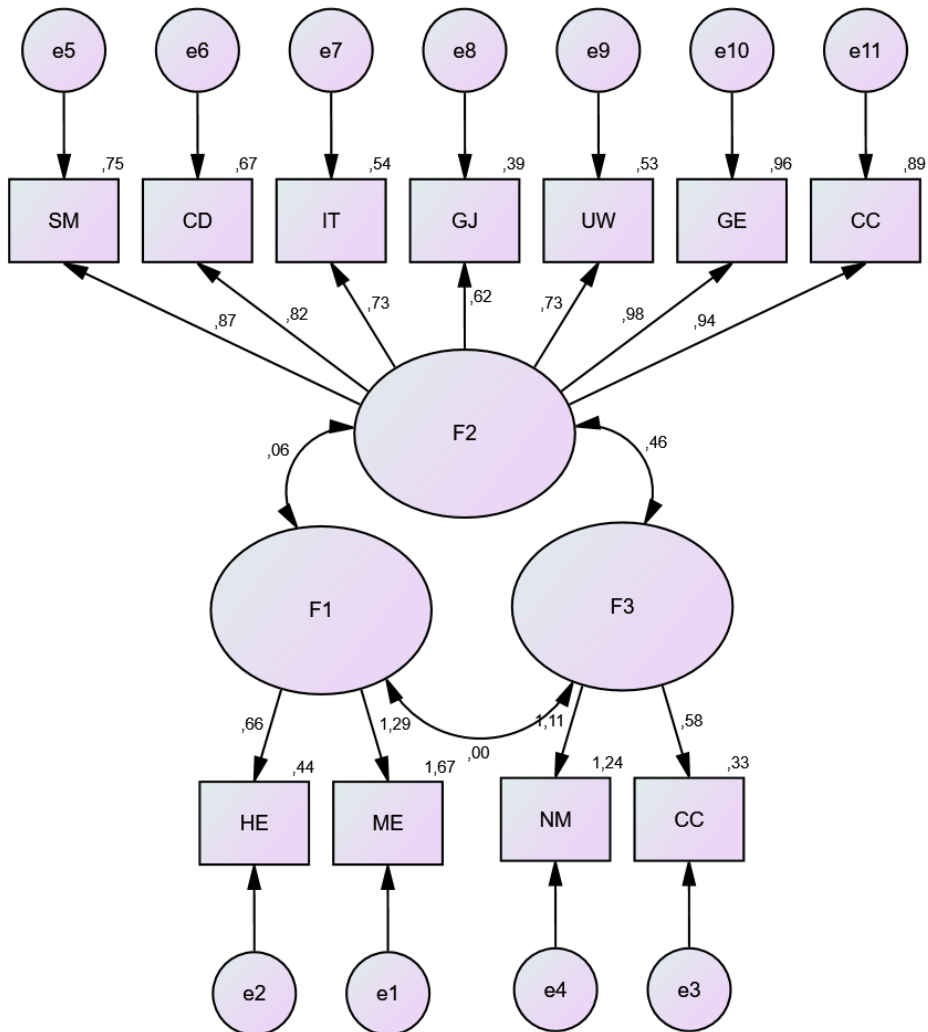 e5 e6 e7 e8 e9 e10 e11
,75 ,67 ,54 ,39 ,53 ,96 ,89
SM CD IT GJ UW GE CC
,87 ,82 ,73 ,62 ,73 ,98 ,94
F2
,06 ,46
F1 F3
,66 1,29 ,00 1,11 ,58
,44 1,67 1,24 ,33
HE ME NM CC
e2 e1 e4 e3